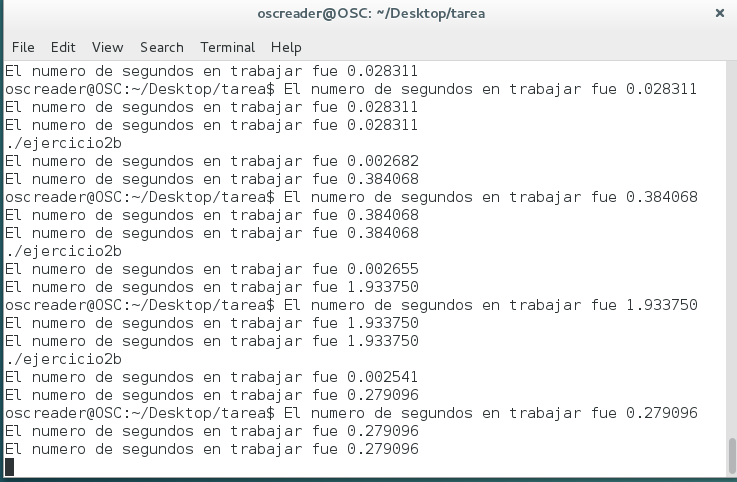 oscreader@OSC: ~/Desktop/tarea
File Edit View Search Terminal Help
El numero de segundos en trabajar fue 0.028311
oscreader@OSC:~/Desktop/tarea$ El numero de segundos en trabajar fue 0.028311
El numero de segundos en trabajar fue 0.028311
El numero de segundos en trabajar fue 0.028311
./ejercicio2b
El numero de segundos en trabajar fue 0.002682
El numero de segundos en trabajar fue 0.384068
oscreader@OSC:~/Desktop/tarea$ El numero de segundos en trabajar fue 0.384068
El numero de segundos en trabajar fue 0.384068
El numero de segundos en trabajar fue 0.384068
./ejercicio2b
El numero de segundos en trabajar fue 0.002655
El numero de segundos en trabajar fue 1.933750
oscreader@OSC:~/Desktop/tarea$ El numero de segundos en trabajar fue 1.933750
El numero de segundos en trabajar fue 1.933750
El numero de segundos en trabajar fue 1.933750
./ejercicio2b
El numero de segundos en trabajar fue 0.002541
El numero de segundos en trabajar fue 0.279096
oscreader@OSC:~/Desktop/tarea$ El numero de segundos en trabajar fue 0.279096
El numero de segundos en trabajar fue 0.279096
El numero de segundos en trabajar fue 0.279096